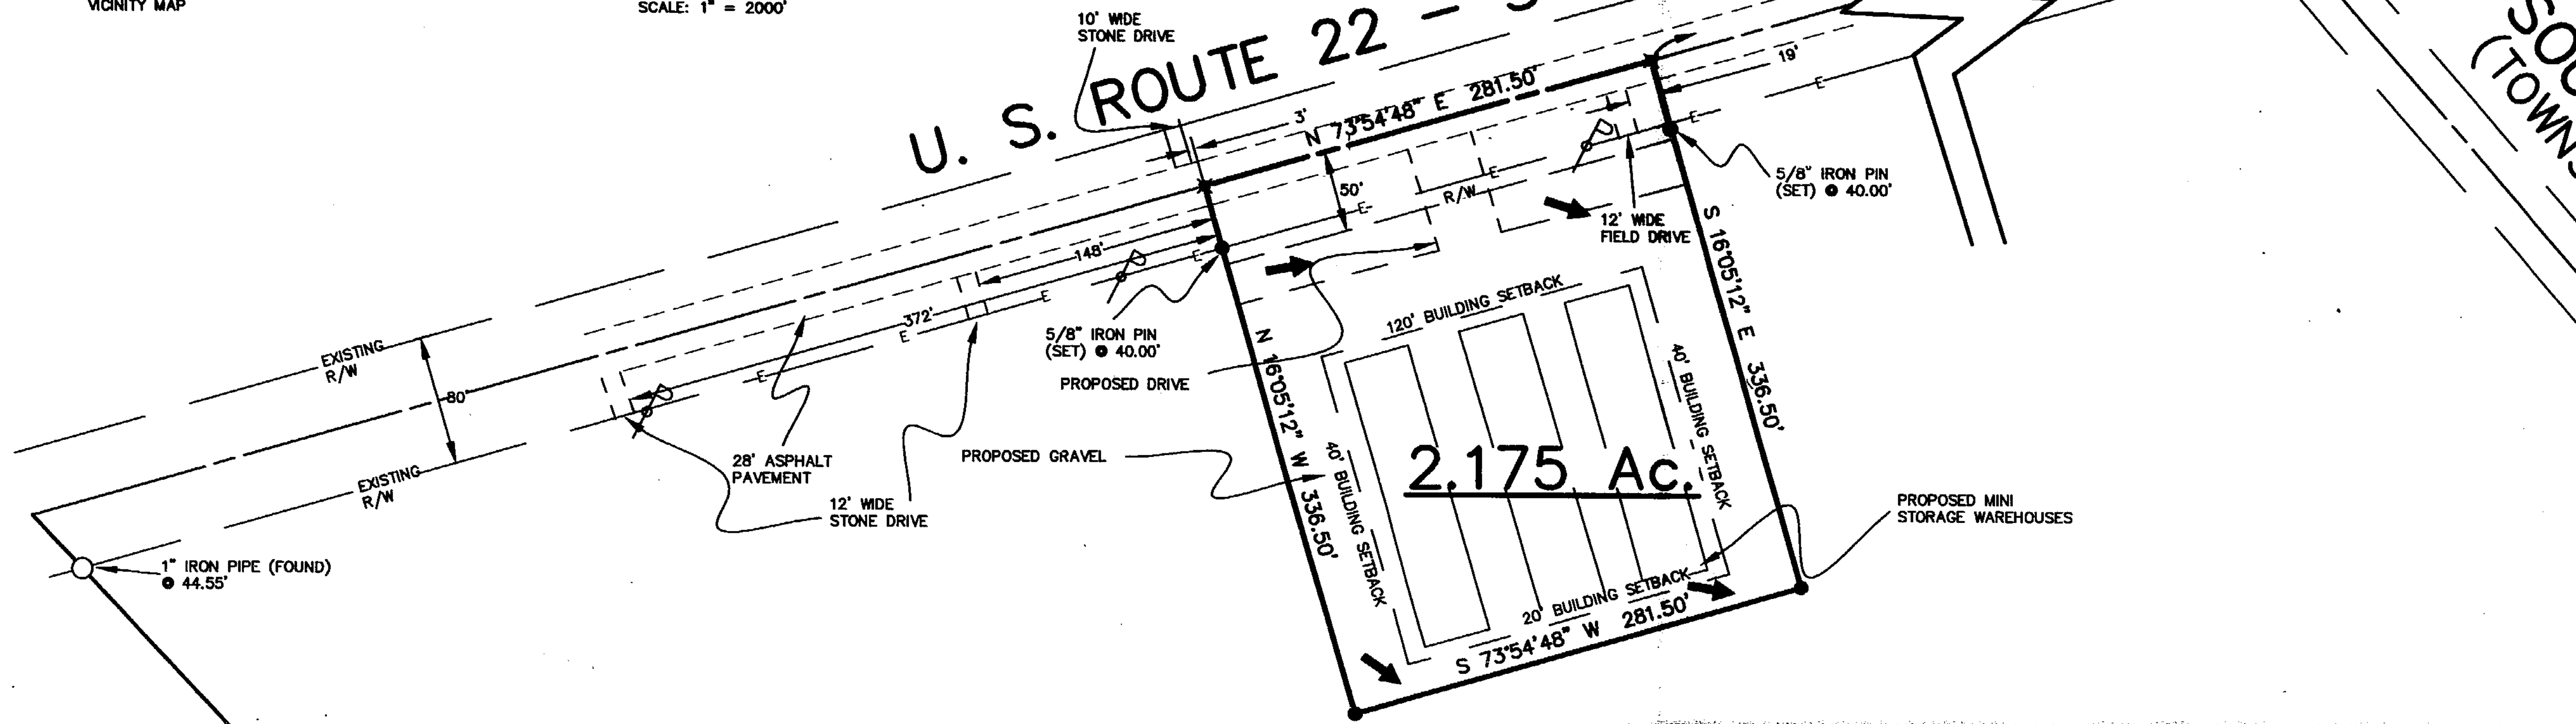 VICINITY MAP
SCALE: 1" = 2000'
10' WIDE
STONE DRIVE
U. S. ROUTE 22 -
19'
3'
N 73°54'48" E 281.50'
E
E
5/8" IRON PIN
(SET) @ 40.00'
50'
E
R/W
E
12' WIDE
FIELD DRIVE
S 16°05'12" E 336.50'
148'
E
E
372'
E
E
120' BUILDING SETBACK
5/8" IRON PIN
(SET) @ 40.00'
EXISTING
R/W
80'
PROPOSED DRIVE
N 16°05'12" W 336.50'
40' BUILDING SETBACK
EXISTING
R/W
28' ASPHALT
PAVEMENT
PROPOSED GRAVEL
40' BUILDING SETBACK
2.175 Ac.
12' WIDE
STONE DRIVE
PROPOSED MINI
STORAGE WAREHOUSES
1" IRON PIPE (FOUND)
@ 44.55'
20' BUILDING SETBACK
S 73°54'48" W 281.50'